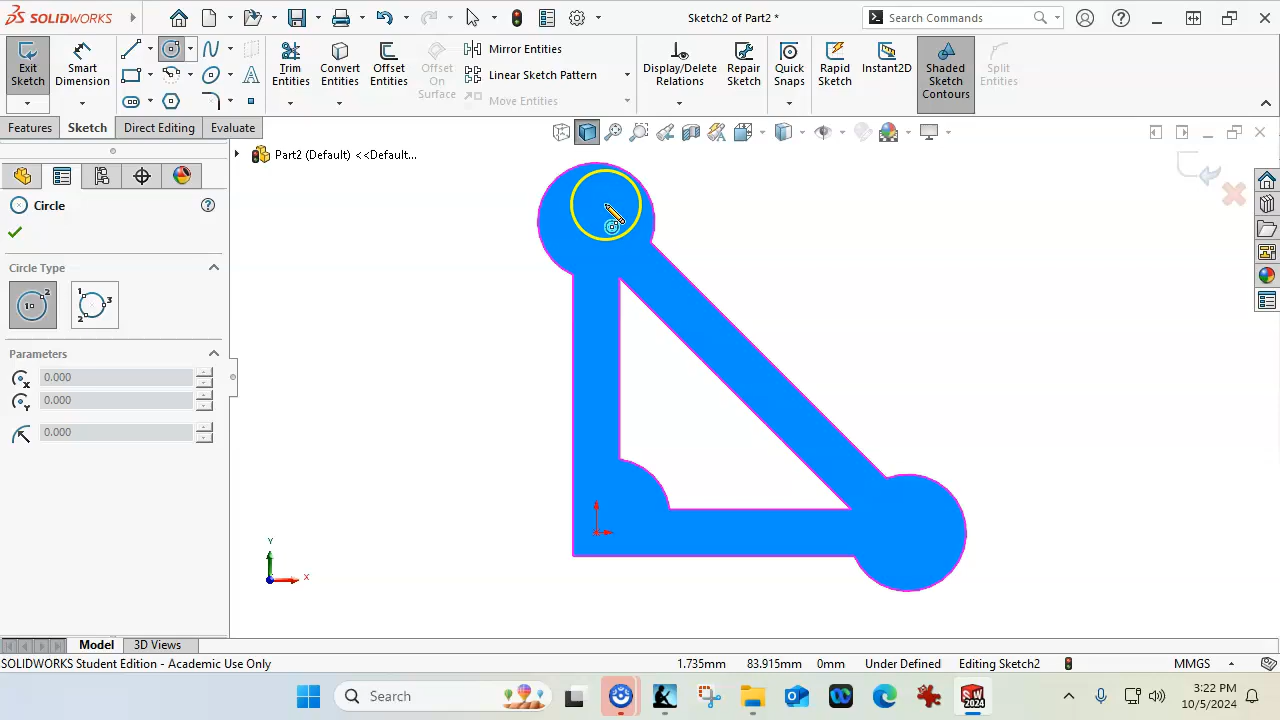 SOLIDWORKS
Sketch2 of Part2 *
Search Commands
Exit Sketch
Smart Dimension
Trim Entities
Convert Entities
Offset Entities
Offset On Surface
Mirror Entities
Linear Sketch Pattern
Move Entities
Display/Delete Relations
Repair Sketch
Quick Snaps
Rapid Sketch
Instant2D
Shaded Sketch Contours
Split Entities
Features
Sketch
Direct Editing
Evaluate
Part2 (Default) <<Default...
Circle
Circle Type
Parameters
0.000
0.000
0.000
Y
X
Model
3D Views
SOLIDWORKS Student Edition - Academic Use Only
1.735mm
83.915mm
0mm
Under Defined
Editing Sketch2
MMGS
Search
3:22 PM
10/5/2024